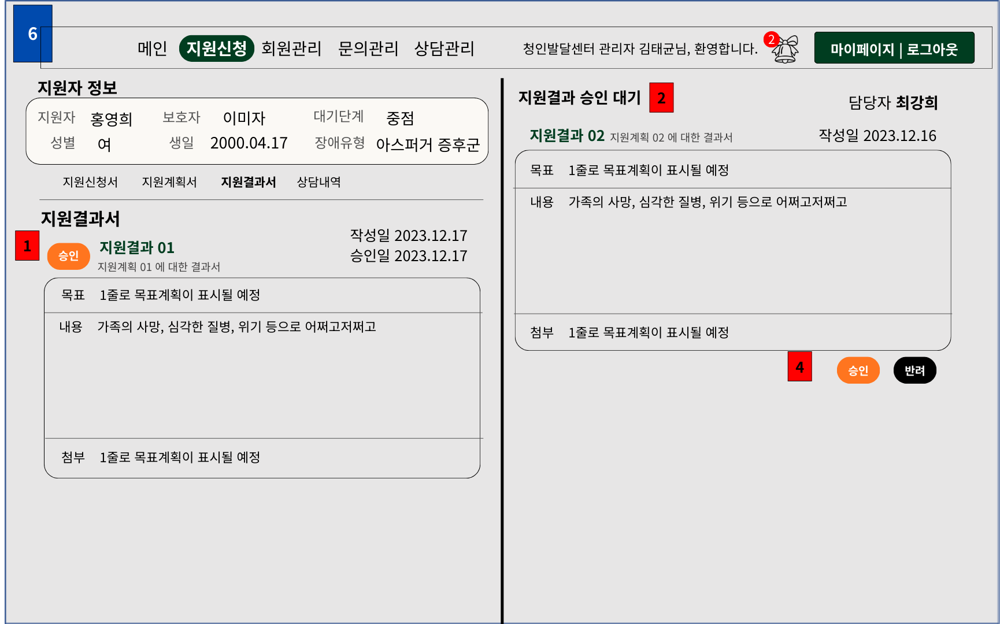 6
메인 지원신청 회원관리 문의관리 상담관리 청인발달센터 관리자 김태균님, 환영합니다. 2 마이페이지 | 로그아웃
지원자 정보
지원자 홍영희 보호자 이미자 대기단계 중점
성별 여 생일 2000.04.17 장애유형 아스퍼거 증후군
지원신청서 지원계획서 지원결과서 상담내역
지원결과서
1
승인 지원결과 01 작성일 2023.12.17
지원계획 01 에 대한 결과서 승인일 2023.12.17
목표 1줄로 목표계획이 표시될 예정
내용 가족의 사망, 심각한 질병, 위기 등으로 어쩌고저쩌고
첨부 1줄로 목표계획이 표시될 예정
지원결과 승인 대기 2 담당자 최강희
지원결과 02 지원계획 02 에 대한 결과서 작성일 2023.12.16
목표 1줄로 목표계획이 표시될 예정
내용 가족의 사망, 심각한 질병, 위기 등으로 어쩌고저쩌고
첨부 1줄로 목표계획이 표시될 예정
4 승인 반려